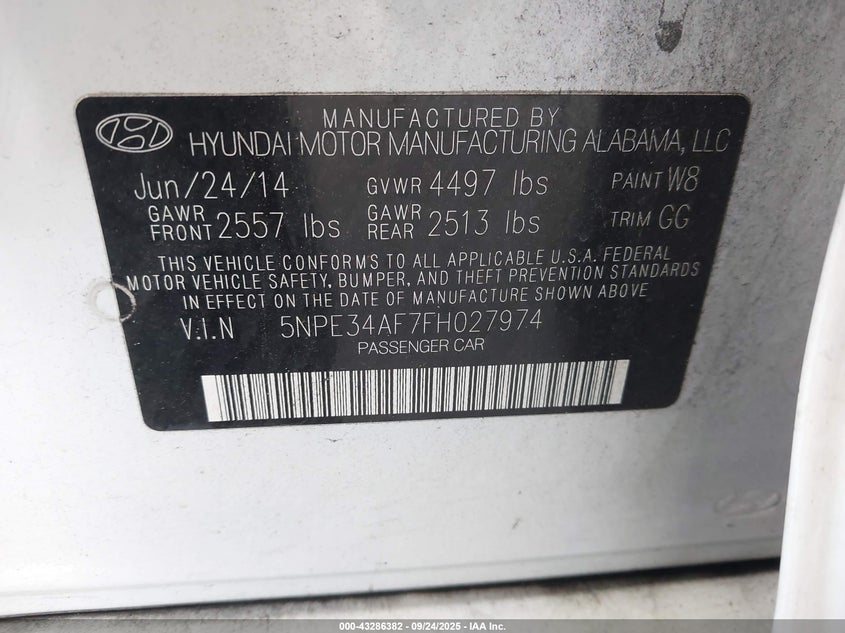 MANUFACTURED BY
HYUNDAI MOTOR MANUFACTURING ALABAMA, LLC
Jun/24/14 GVWR 4497 lbs PAINT W8
GAWR FRONT 2557 lbs GAWR REAR 2513 lbs TRIM GG
THIS VEHICLE CONFORMS TO ALL APPLICABLE U.S.A. FEDERAL
MOTOR VEHICLE SAFETY, BUMPER, AND THEFT PREVENTION STANDARDS
IN EFFECT ON THE DATE OF MANUFACTURE SHOWN ABOVE
V.I.N 5NPE34AF7FH027974
PASSENGER CAR
000-43286382 - 09/24/2025 - IAA Inc.